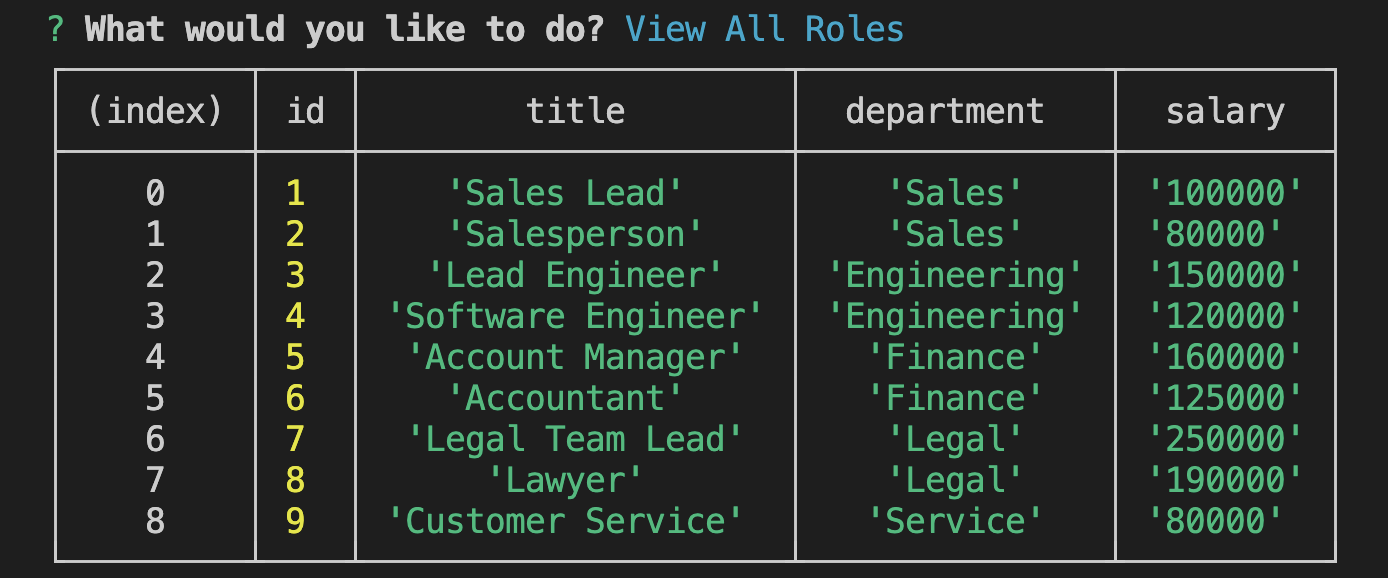 ? What would you like to do? View All Roles
(index) id title department salary
0 1 'Sales Lead' 'Sales' '100000'
1 2 'Salesperson' 'Sales' '80000'
2 3 'Lead Engineer' 'Engineering' '150000'
3 4 'Software Engineer' 'Engineering' '120000'
4 5 'Account Manager' 'Finance' '160000'
5 6 'Accountant' 'Finance' '125000'
6 7 'Legal Team Lead' 'Legal' '250000'
7 8 'Lawyer' 'Legal' '190000'
8 9 'Customer Service' 'Service' '80000'